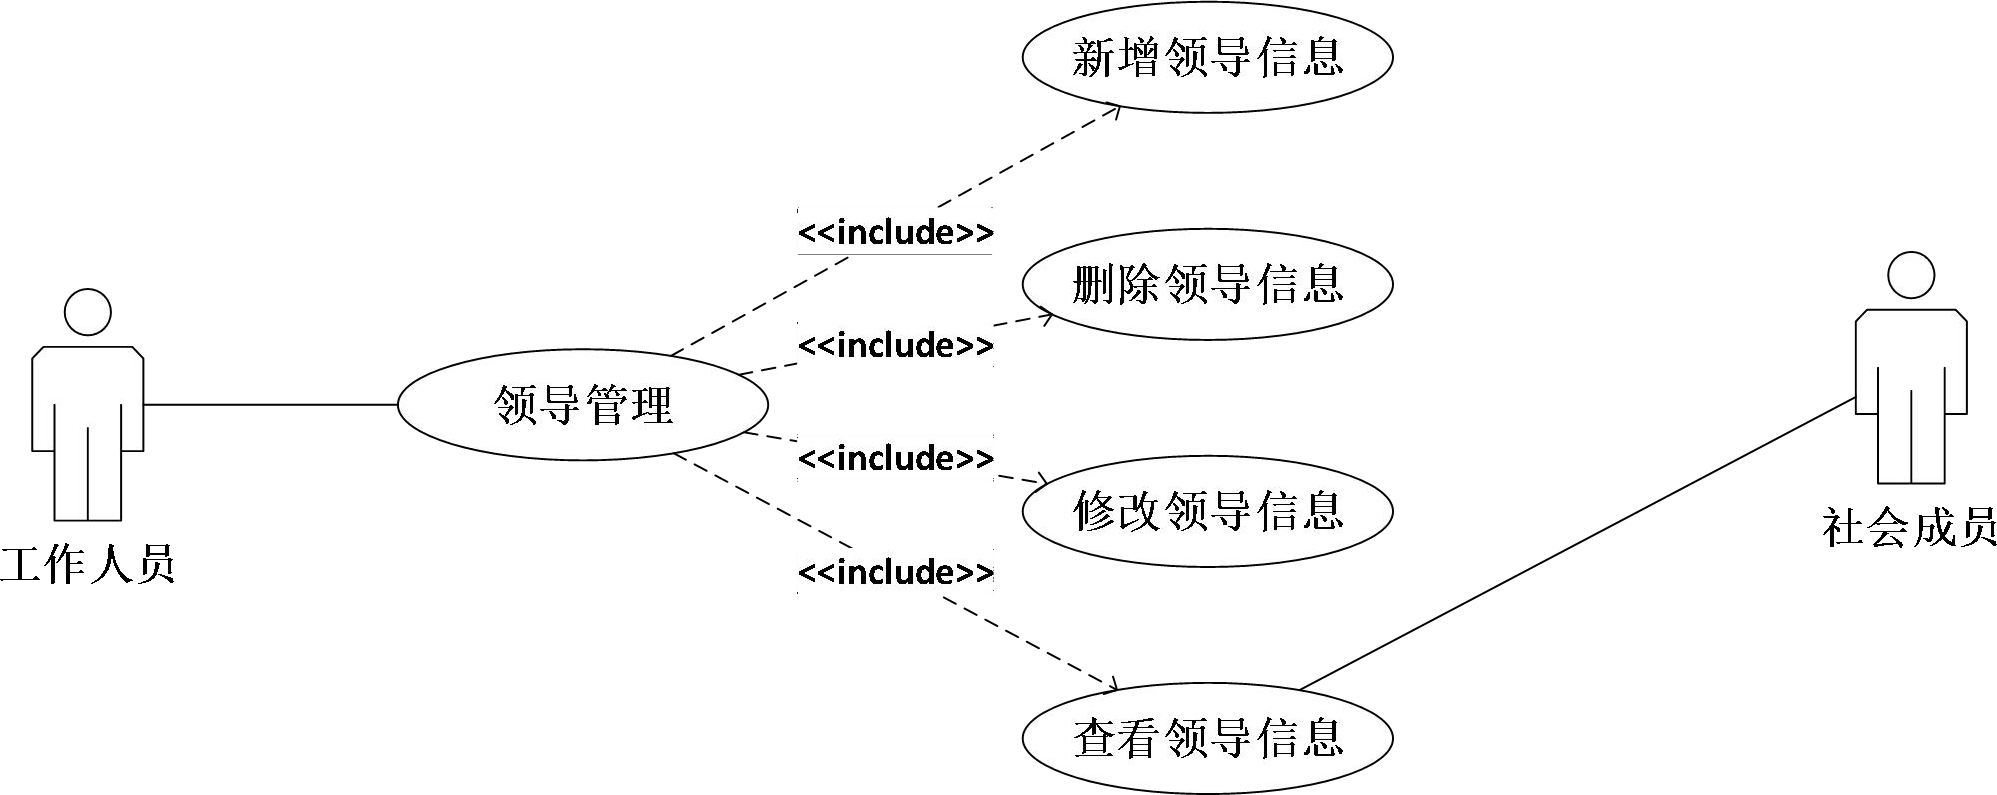 新增领导信息
<<include>>
删除领导信息
<<include>>
领导管理
<<include>>
修改领导信息
社会成员
工作人员
<<include>>
查看领导信息